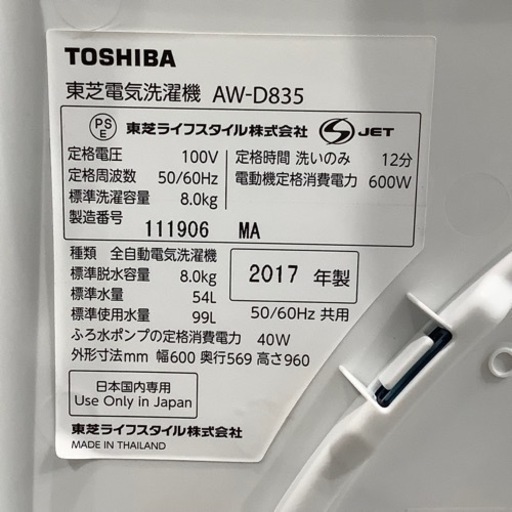 TOSHIBA
東芝電気洗濯機 AW-D835
PS E 東芝ライフスタイル株式会社 S JET
定格電圧 100V
定格周波数 50/60Hz
標準洗濯容量 8.0kg
製造番号
定格時間 洗いのみ 12分
電動機定格消費電力 600W
111906 MA
種類 全自動電気洗濯機
標準脱水容量 8.0kg
標準水量 54L
標準使用水量 99L
2017 年製
50/60Hz 共用
ふろ水ポンプの定格消費電力 40W
外形寸法mm 幅600 奥行569 高さ960
日本国内専用
Use Only in Japan
東芝ライフスタイル株式会社
MADE IN THAILAND